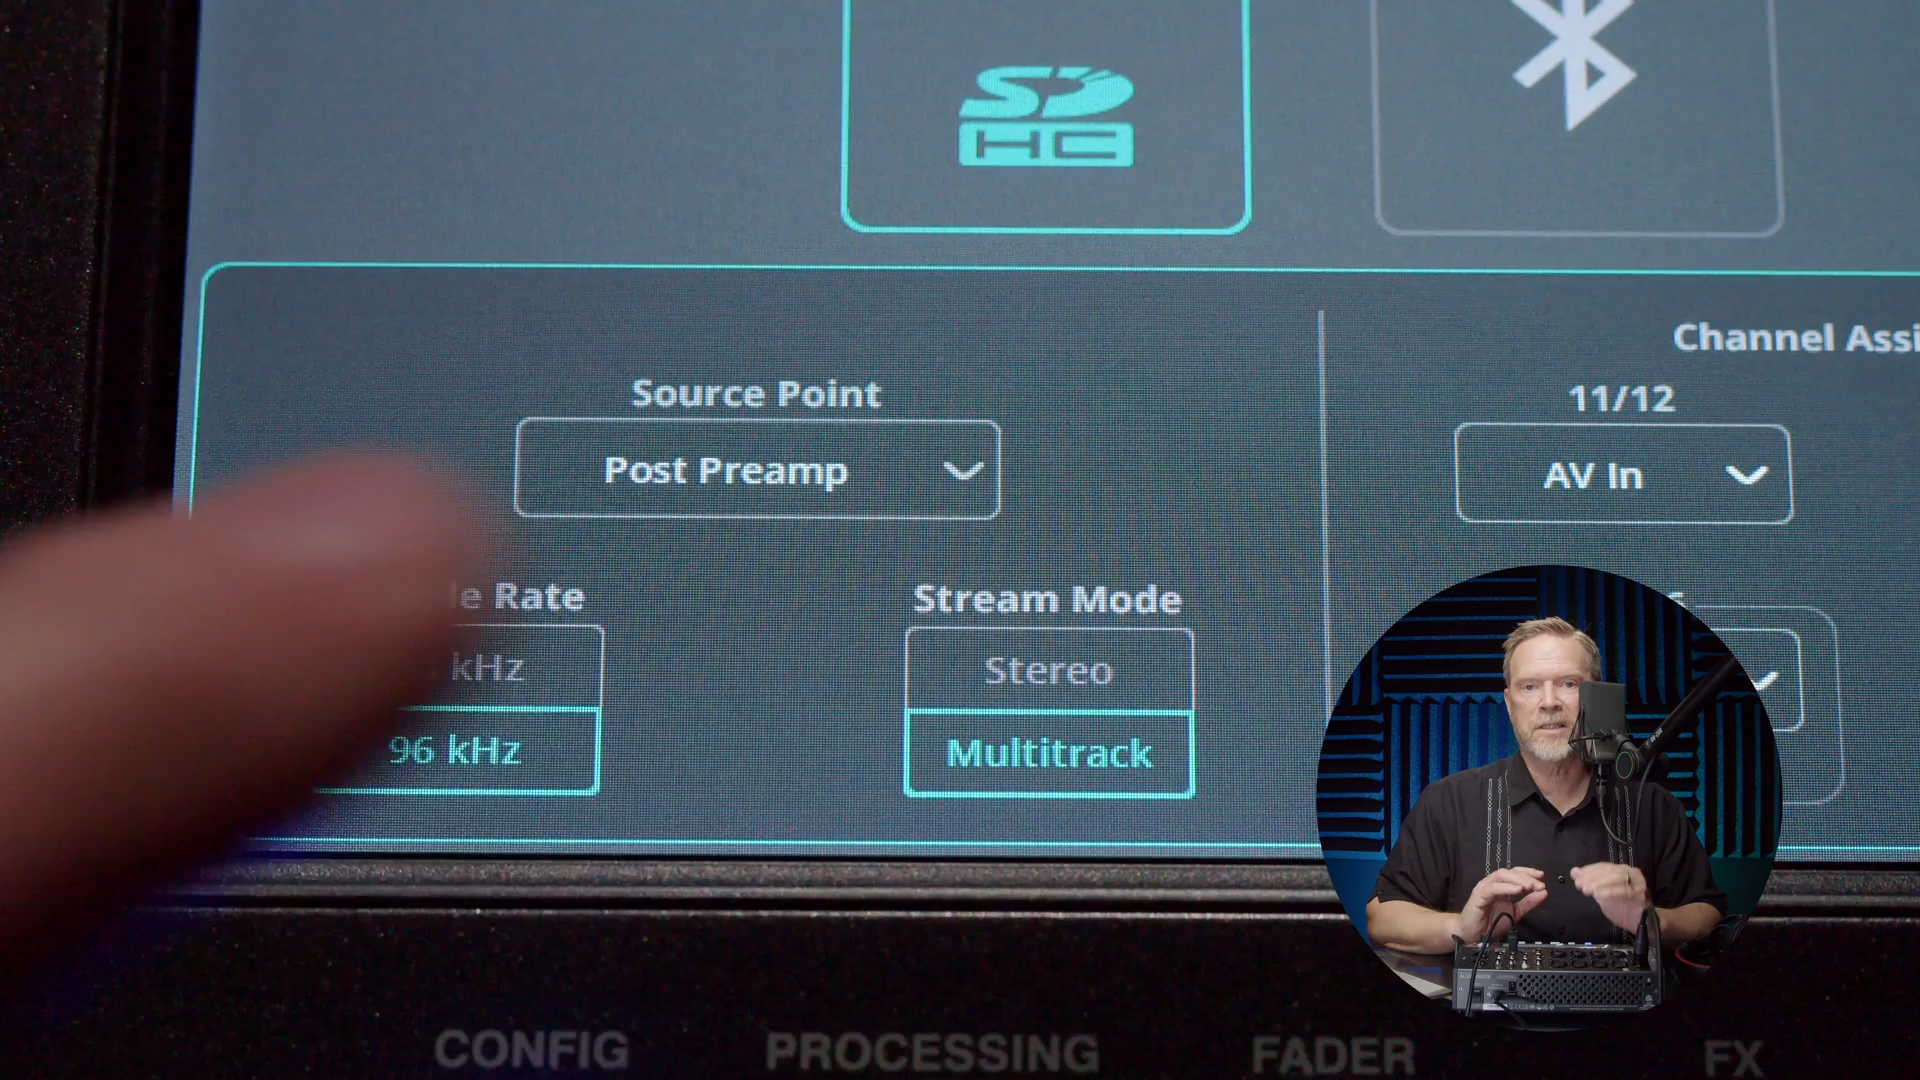 SD
HC
Channel Assi
Source Point
11/12
Post Preamp
AV In
le Rate
Stream Mode
kHz
Stereo
96 kHz
Multitrack
CONFIG
PROCESSING
FADER
FX